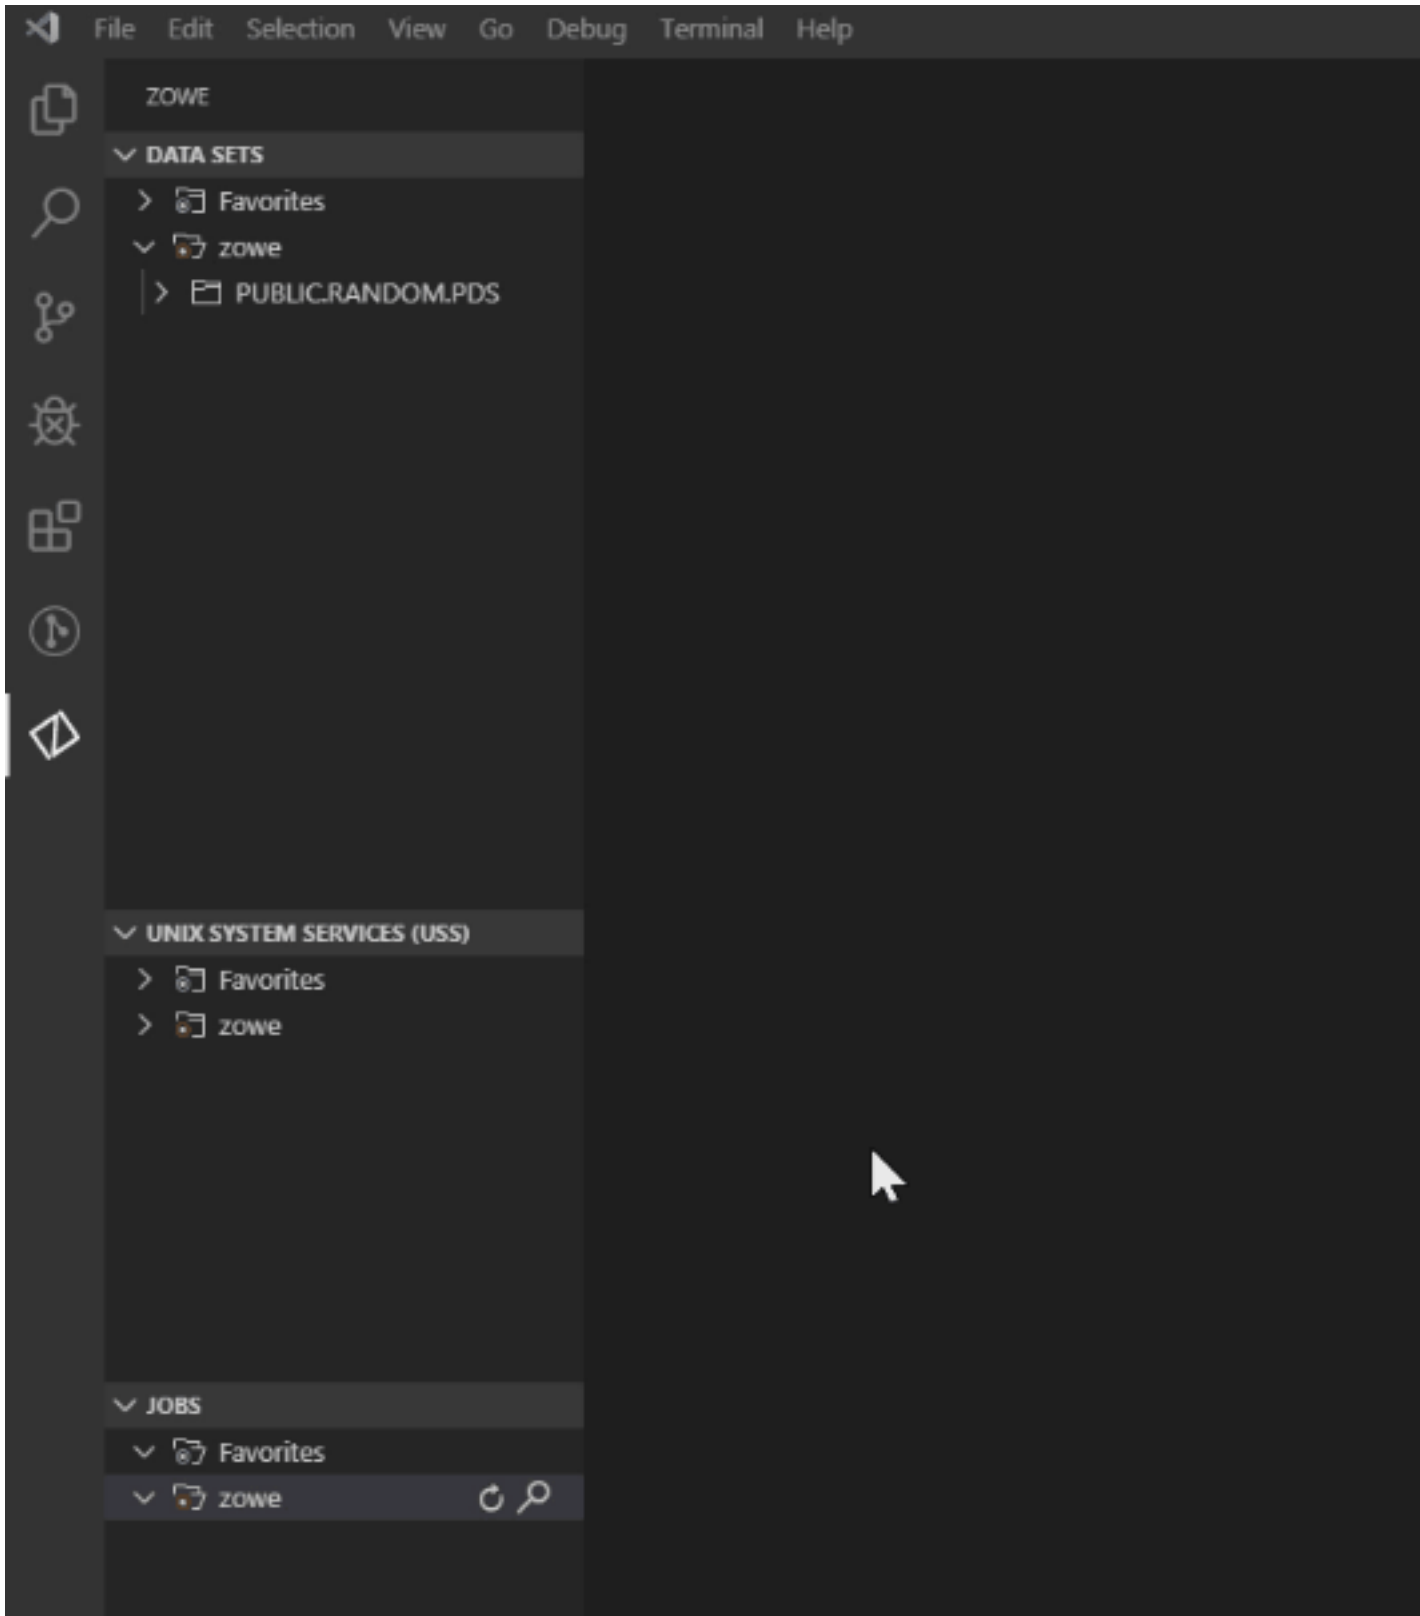 File Edit Selection View Go Debug Terminal Help
ZOWE
DATA SETS
Favorites
zowe
PUBLIC.RANDOM.PDS
UNIX SYSTEM SERVICES (USS)
Favorites
zowe
JOBS
Favorites
zowe